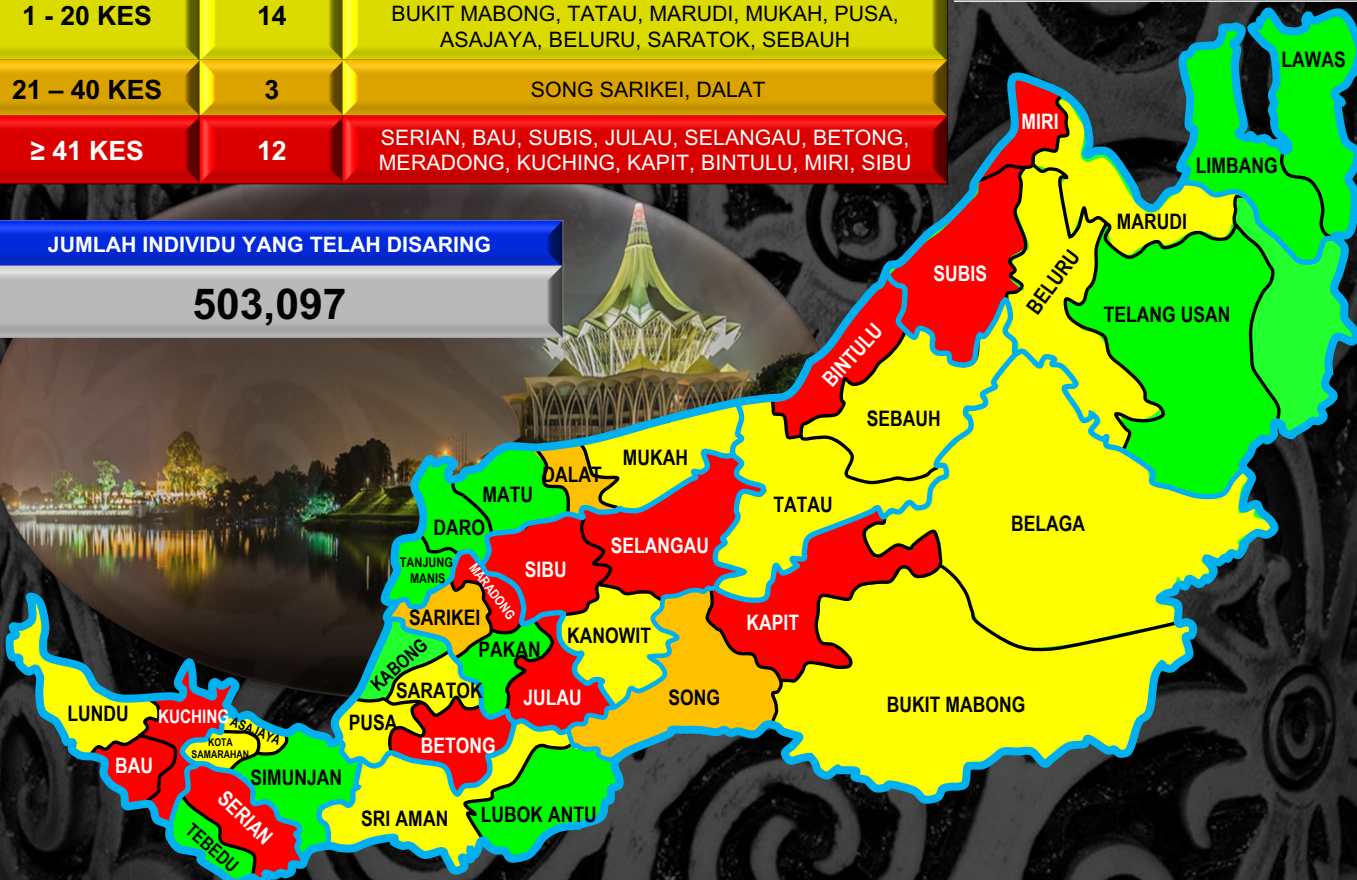 1 - 20 KES
14
BUKIT MABONG, TATAU, MARUDI, MUKAH, PUSA,
ASAJAYA, BELURU, SARATOK, SEBAUH
21 – 40 KES
3
SONG SARIKEI, DALAT
≥ 41 KES
12
SERIAN, BAU, SUBIS, JULAU, SELANGAU, BETONG,
MERADONG, KUCHING, KAPIT, BINTULU, MIRI, SIBU
JUMLAH INDIVIDU YANG TELAH DISARING
503,097
LAWAS
MIRI
LIMBANG
MARUDI
SUBIS
BELURU
TELANG USAN
BINTULU
SEBAUH
MUKAH
DALAT
MATU
TATAU
DARO
BELAGA
SELANGAU
TANJUNG
MANIS
SIBU
MARADONG
SARIKEI
KAPIT
KANOWIT
PAKAN
KABONG
SARATOK
JULAU
SONG
BUKIT MABONG
LUNDU
KUCHING
ASAJAYA
PUSA
KOTA
SAMARAHAN
BETONG
BAU
SIMUNJAN
SERIAN
SRI AMAN
LUBOK ANTU
TEBEDU